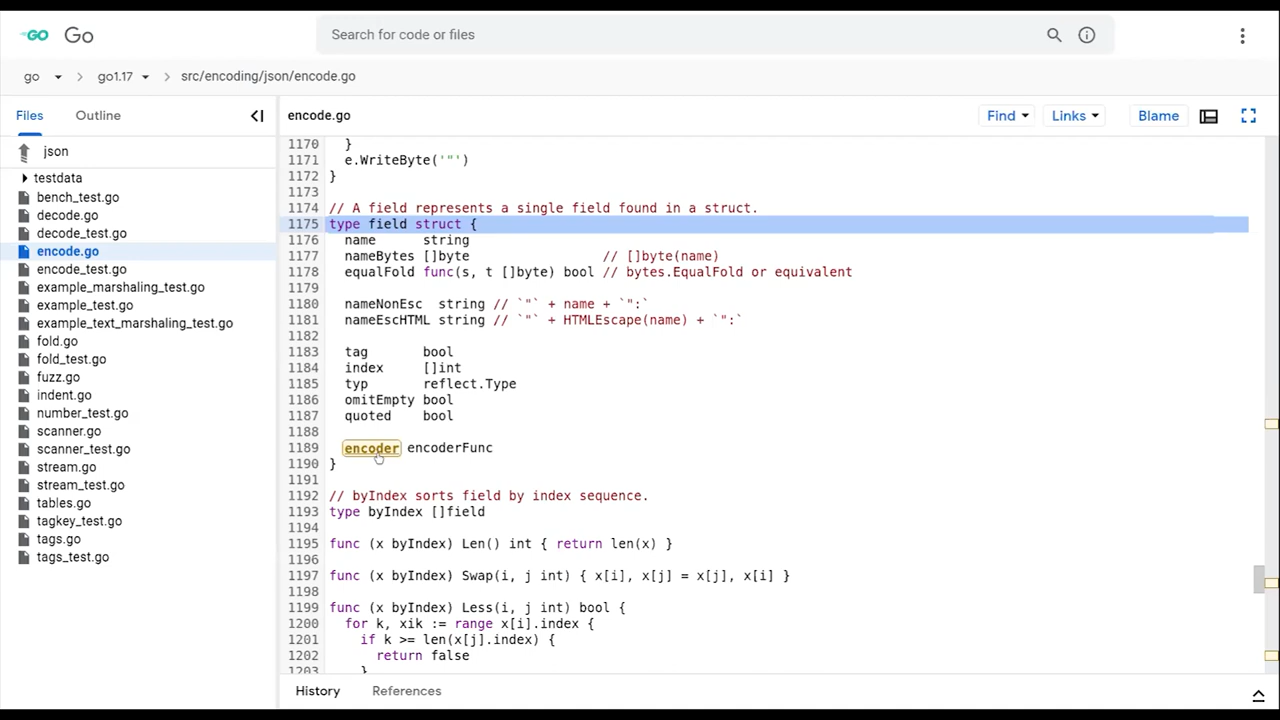 GO Go Search for code or files
go go1.17 src/encoding/json/encode.go
Files Outline encode.go Find Links Blame
json
testdata
bench_test.go
decode.go
decode_test.go
encode.go
encode_test.go
example_marshaling_test.go
example_test.go
example_text_marshaling_test.go
fold.go
fold_test.go
fuzz.go
indent.go
number_test.go
scanner.go
scanner_test.go
stream.go
stream_test.go
tables.go
tagkey_test.go
tags.go
tags_test.go
1170 }
1171 e.WriteByte('"')
1172 }
1173
1174 // A field represents a single field found in a struct.
1175 type field struct {
1176 name string
1177 nameBytes []byte // []byte(name)
1178 equalFold func(s, t []byte) bool // bytes.EqualFold or equivalent
1179
1180 nameNonEsc string // `"` + name + `":`
1181 nameEscHTML string // `"` + HTMLEscape(name) + `":`
1182
1183 tag bool
1184 index []int
1185 typ reflect.Type
1186 omitEmpty bool
1187 quoted bool
1188
1189 encoder encoderFunc
1190 }
1191
1192 // byIndex sorts field by index sequence.
1193 type byIndex []field
1194
1195 func (x byIndex) Len() int { return len(x) }
1196
1197 func (x byIndex) Swap(i, j int) { x[i], x[j] = x[j], x[i] }
1198
1199 func (x byIndex) Less(i, j int) bool {
1200 for k, xik := range x[i].index {
1201 if k >= len(x[j].index) {
1202 return false
1203 }
History References